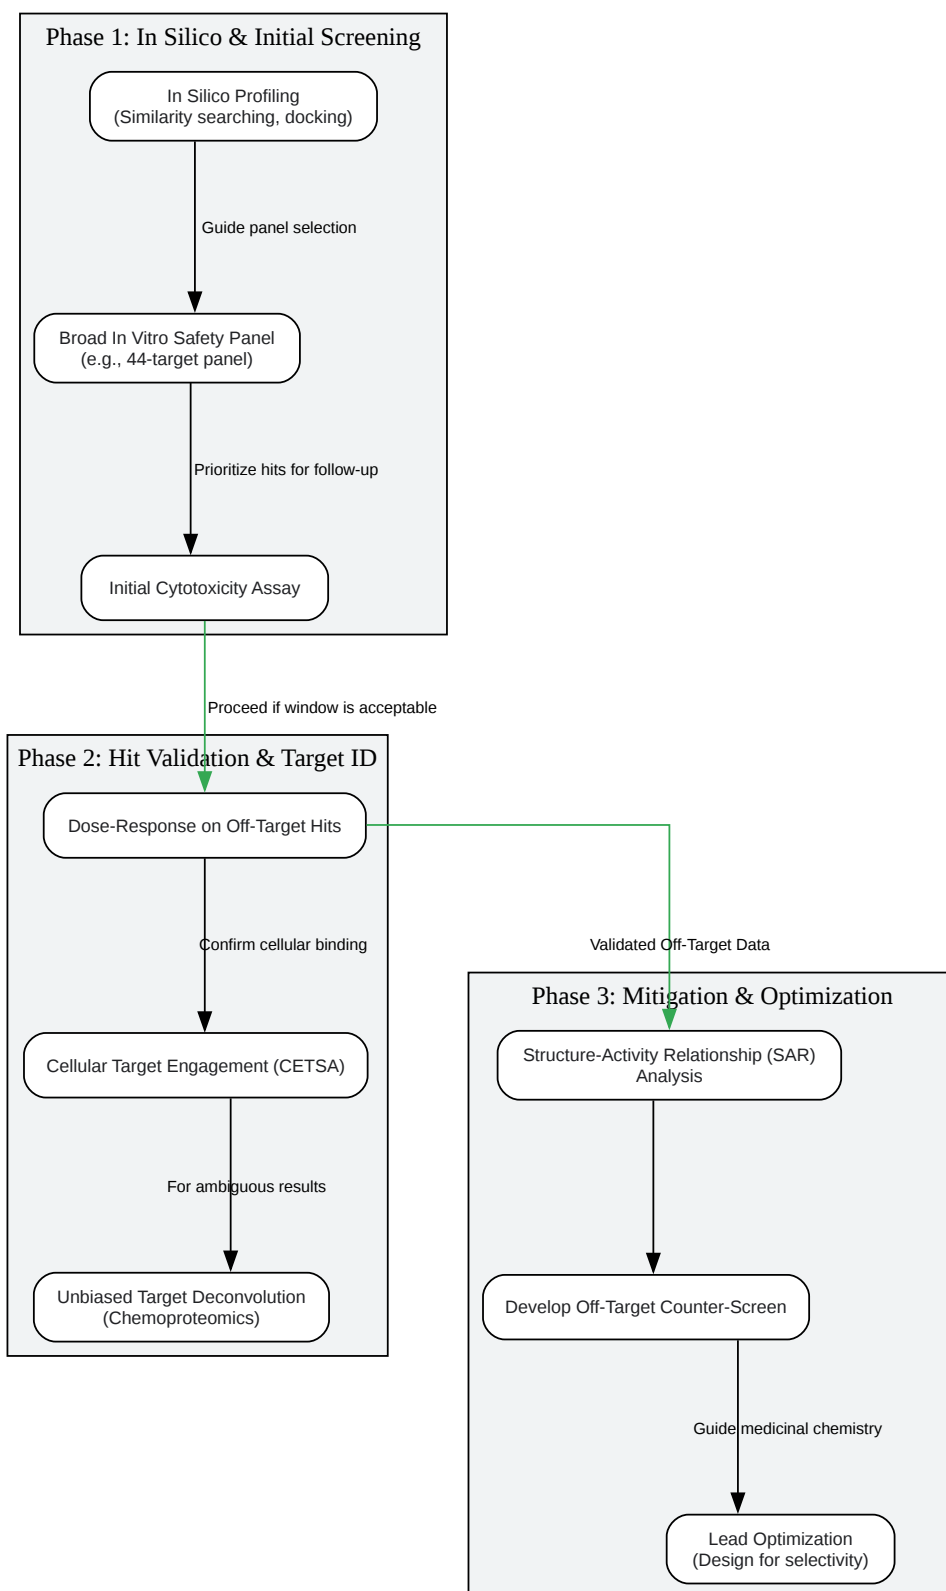 Phase 1: In Silico & Initial Screening
In Silico Profiling
(Similarity searching, docking)
Guide panel selection
Broad In Vitro Safety Panel
(e.g., 44-target panel)
Prioritize hits for follow-up
Initial Cytotoxicity Assay
Proceed if window is acceptable
Phase 2: Hit Validation & Target ID
Dose-Response on Off-Target Hits
Confirm cellular binding
Validated Off-Target Data
Phase 3: Mitigation & Optimization
Cellular Target Engagement (CETSA)
Structure-Activity Relationship (SAR)
Analysis
For ambiguous results
Unbiased Target Deconvolution
(Chemoproteomics)
Develop Off-Target Counter-Screen
Guide medicinal chemistry
Lead Optimization
(Design for selectivity)